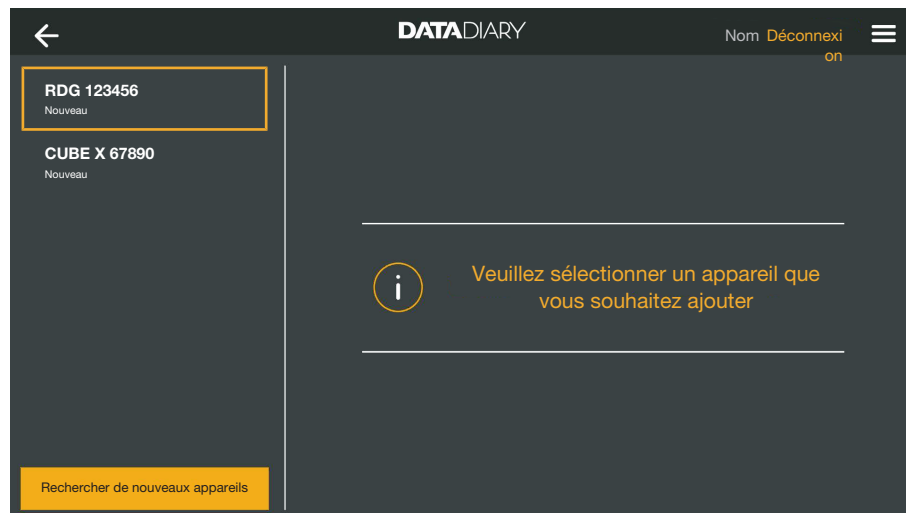 DATADIARY
Nom Déconnexi
on
RDG 123456
Nouveau
CUBE X 67890
Nouveau
i
Veuillez sélectionner un appareil que
vous souhaitez ajouter
Rechercher de nouveaux appareils